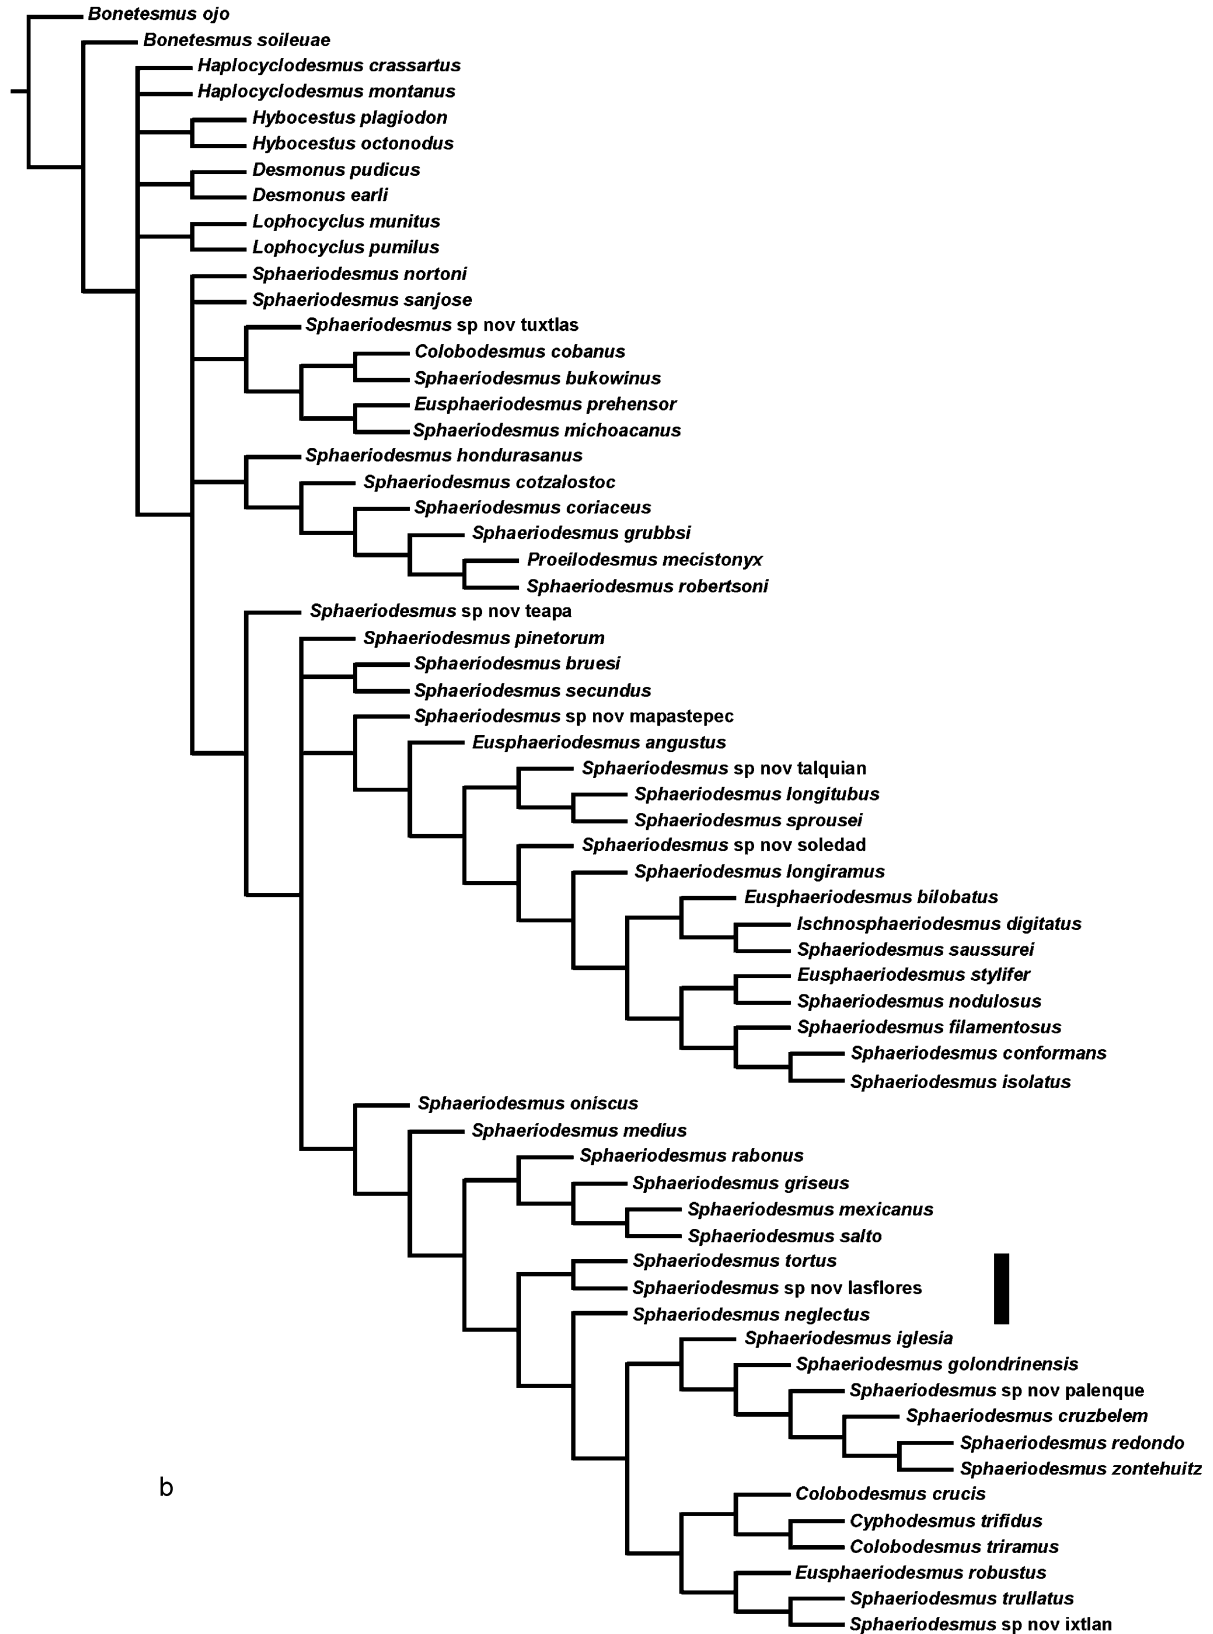 Bonetesmus ojo
Bonetesmus soileuae
Haplocyclodesmus crassartus
Haplocyclodesmus montanus
Hybocestus plagiodon
Hybocestus octonodus
Desmonus pudicus
Desmonus earli
Lophocyclus munitus
Lophocyclus pumilus
Sphaeriodesmus nortoni
Sphaeriodesmus sanjose
Sphaeriodesmus sp nov tuxtlas
Colobodesmus cobanus
Sphaeriodesmus bukowinus
Eusphaeriodesmus prehensor
Sphaeriodesmus michoacanus
Sphaeriodesmus hondurasanus
Sphaeriodesmus cotzalostoc
Sphaeriodesmus coriaceus
Sphaeriodesmus grubbsi
Proeilodesmus mecistonyx
Sphaeriodesmus robertsoni
Sphaeriodesmus sp nov teapa
Sphaeriodesmus pinetorum
Sphaeriodesmus bruesi
Sphaeriodesmus secundus
Sphaeriodesmus sp nov mapastepec
Eusphaeriodesmus angustus
Sphaeriodesmus sp nov talquian
Sphaeriodesmus longitubus
Sphaeriodesmus sprousei
Sphaeriodesmus sp nov soledad
Sphaeriodesmus longiramus
Eusphaeriodesmus bilobatus
Ischnosphaeriodesmus digitatus
Sphaeriodesmus saussurei
Eusphaeriodesmus stylifer
Sphaeriodesmus nodulosus
Sphaeriodesmus filamentosus
Sphaeriodesmus conformans
Sphaeriodesmus isolatus
Sphaeriodesmus oniscus
Sphaeriodesmus medius
Sphaeriodesmus rabonus
Sphaeriodesmus griseus
Sphaeriodesmus mexicanus
Sphaeriodesmus salto
Sphaeriodesmus tortus
Sphaeriodesmus sp nov lasflores
Sphaeriodesmus neglectus
Sphaeriodesmus iglesia
Sphaeriodesmus golondrinensis
Sphaeriodesmus sp nov palenque
Sphaeriodesmus cruzbelem
Sphaeriodesmus redondo
Sphaeriodesmus zontehuitz
b
Colobodesmus crucis
Cyphodesmus trifidus
Colobodesmus triramus
Eusphaeriodesmus robustus
Sphaeriodesmus trullatus
Sphaeriodesmus sp nov ixtlan